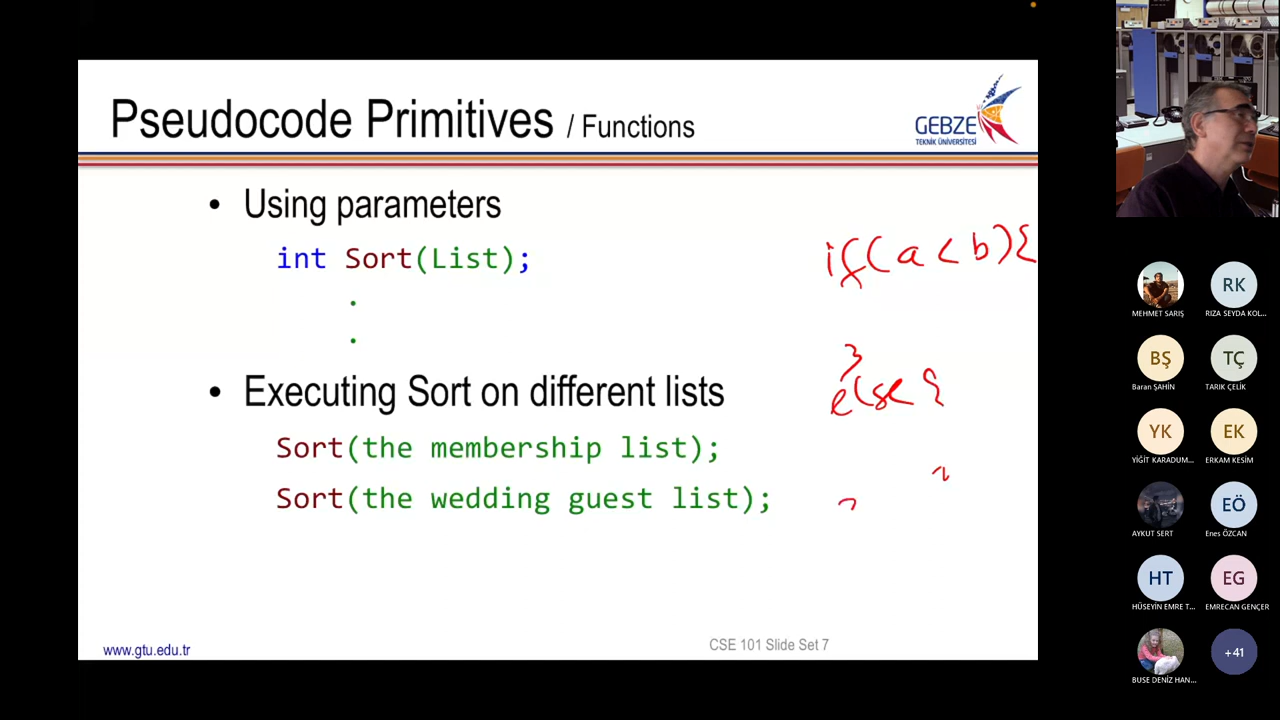 Pseudocode Primitives / Functions
GEBZE
TEKNİK ÜNİVERSİTESİ
• Using parameters
int Sort(List);
.
.
• Executing Sort on different lists
Sort(the membership list);
Sort(the wedding guest list);
if(a<b){
}
else {
www.gtu.edu.tr
CSE 101 Slide Set 7
MEHMET SARIŞ
RK
RIZA SEYDA KOL...
BŞ
Baran ŞAHİN
TÇ
TARIK ÇELİK
YK
YİĞİT KARADUM...
EK
ERKAM KESİM
AYKUT SERT
EÖ
Enes ÖZCAN
HT
HÜSEYİN EMRE T...
EG
EMRECAN GENÇER
BUSE DENİZ HAN...
+41